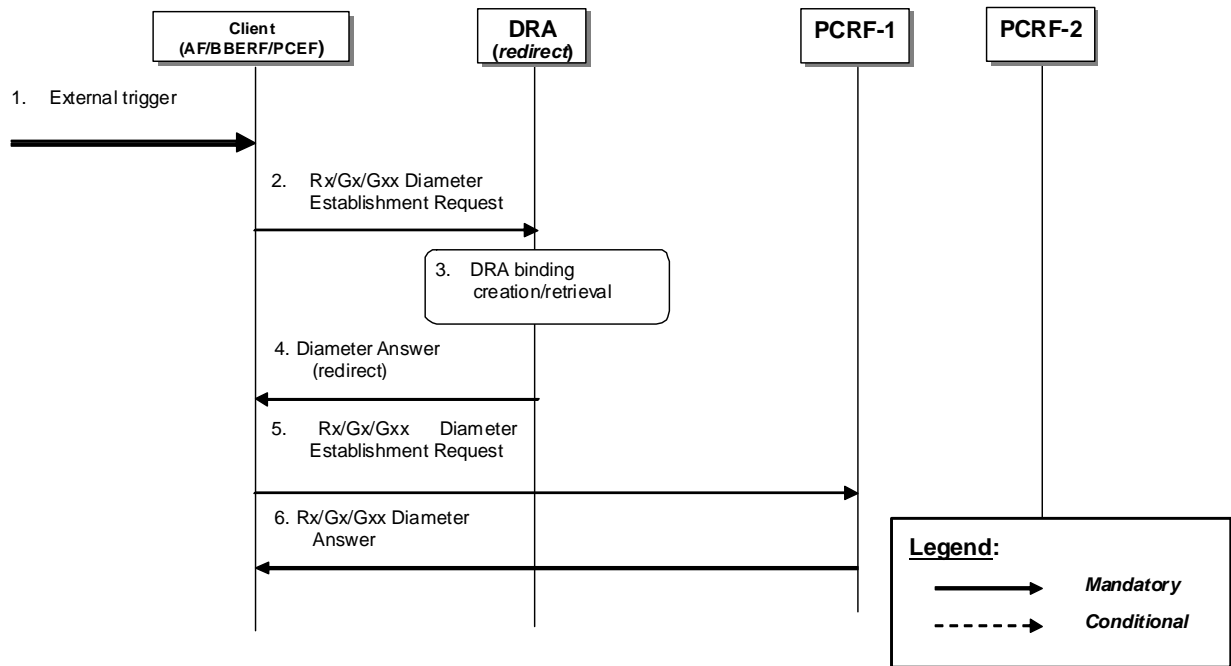 Client
(AF/BBERF/PCEF)
DRA
(redirect)
PCRF-1
PCRF-2
1. External trigger
2. Rx/Gx/Gxx Diameter
Establishment Request
3. DRA binding
creation/retrieval
4. Diameter Answer
(redirect)
5. Rx/Gx/Gxx Diameter
Establishment Request
6. Rx/Gx/Gxx Diameter
Answer
Legend:
Mandatory
Conditional